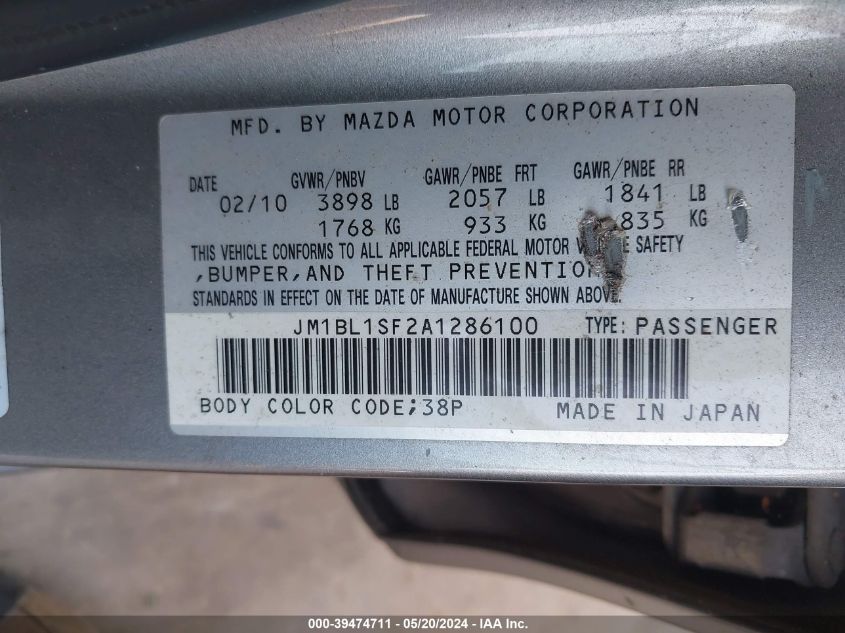 MFD. BY MAZDA MOTOR CORPORATION
DATE GVWR/PNBV GAWR/PNBE FRT GAWR/PNBE RR
02/10 3898 LB 2057 LB 1841 LB
1768 KG 933 KG 835 KG
THIS VEHICLE CONFORMS TO ALL APPLICABLE FEDERAL MOTOR SAFETY
,BUMPER,AND THEFT PREVENTION
STANDARDS IN EFFECT ON THE DATE OF MANUFACTURE SHOWN ABOVE.
JM1BL1SF2A1286100 TYPE: PASSENGER
BODY COLOR CODE;38P MADE IN JAPAN
000-39474711 - 05/20/2024 - IAA Inc.